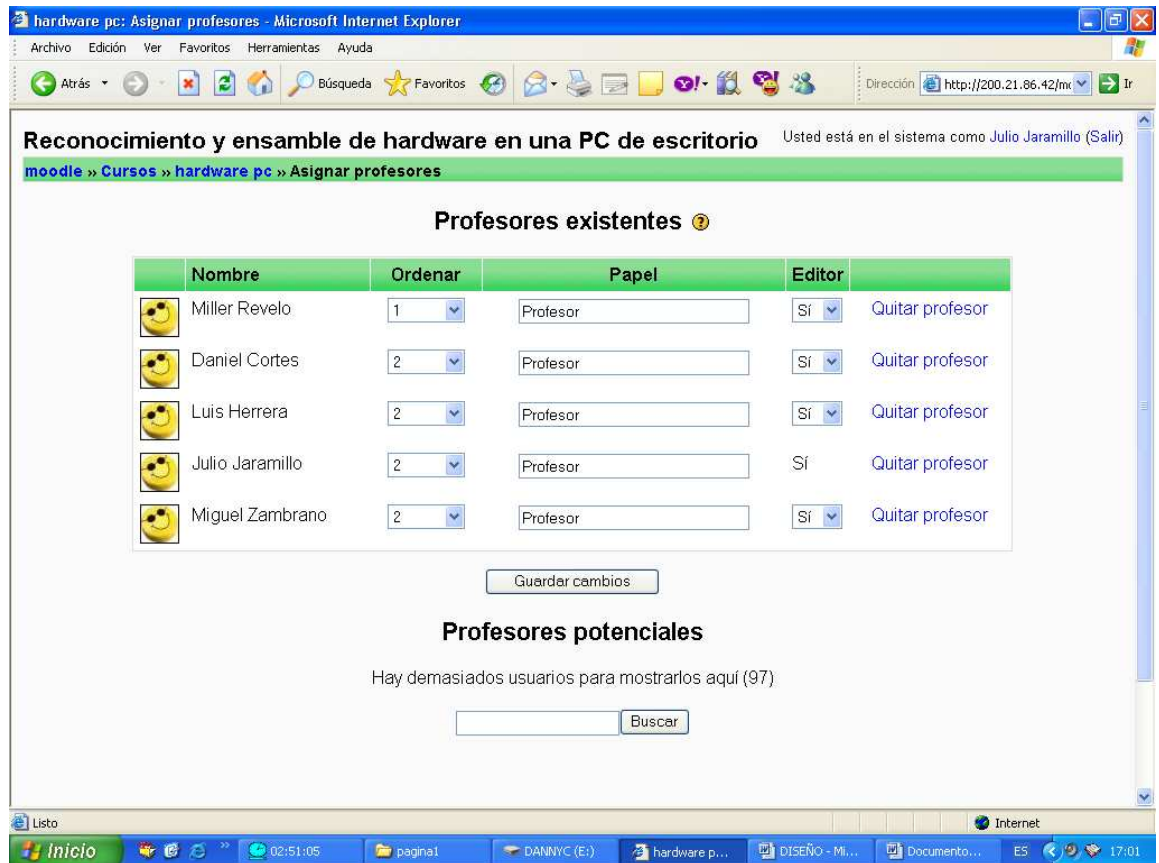 hardware pc: Asignar profesores - Microsoft Internet Explorer
Archivo Edición Ver Favoritos Herramientas Ayuda
Atrás Búsqueda Favoritos Dirección http://200.21.86.42/mo Ir
Reconocimiento y ensamble de hardware en una PC de escritorio Usted está en el sistema como Julio Jaramillo (Salir)
moodle » Cursos » hardware pc » Asignar profesores
Profesores existentes ?
Nombre Ordenar Papel Editor
Miller Revelo 1 Profesor Sí Quitar profesor
Daniel Cortes 2 Profesor Sí Quitar profesor
Luis Herrera 2 Profesor Sí Quitar profesor
Julio Jaramillo 2 Profesor Sí Quitar profesor
Miguel Zambrano 2 Profesor Sí Quitar profesor
Guardar cambios
Profesores potenciales
Hay demasiados usuarios para mostrarlos aquí (97)
Buscar
Listo Internet
Inicio » 02:51:05 pagina1 DANNYC (E:) hardware p... DISEÑO - Mi... Documento... ES 17:01